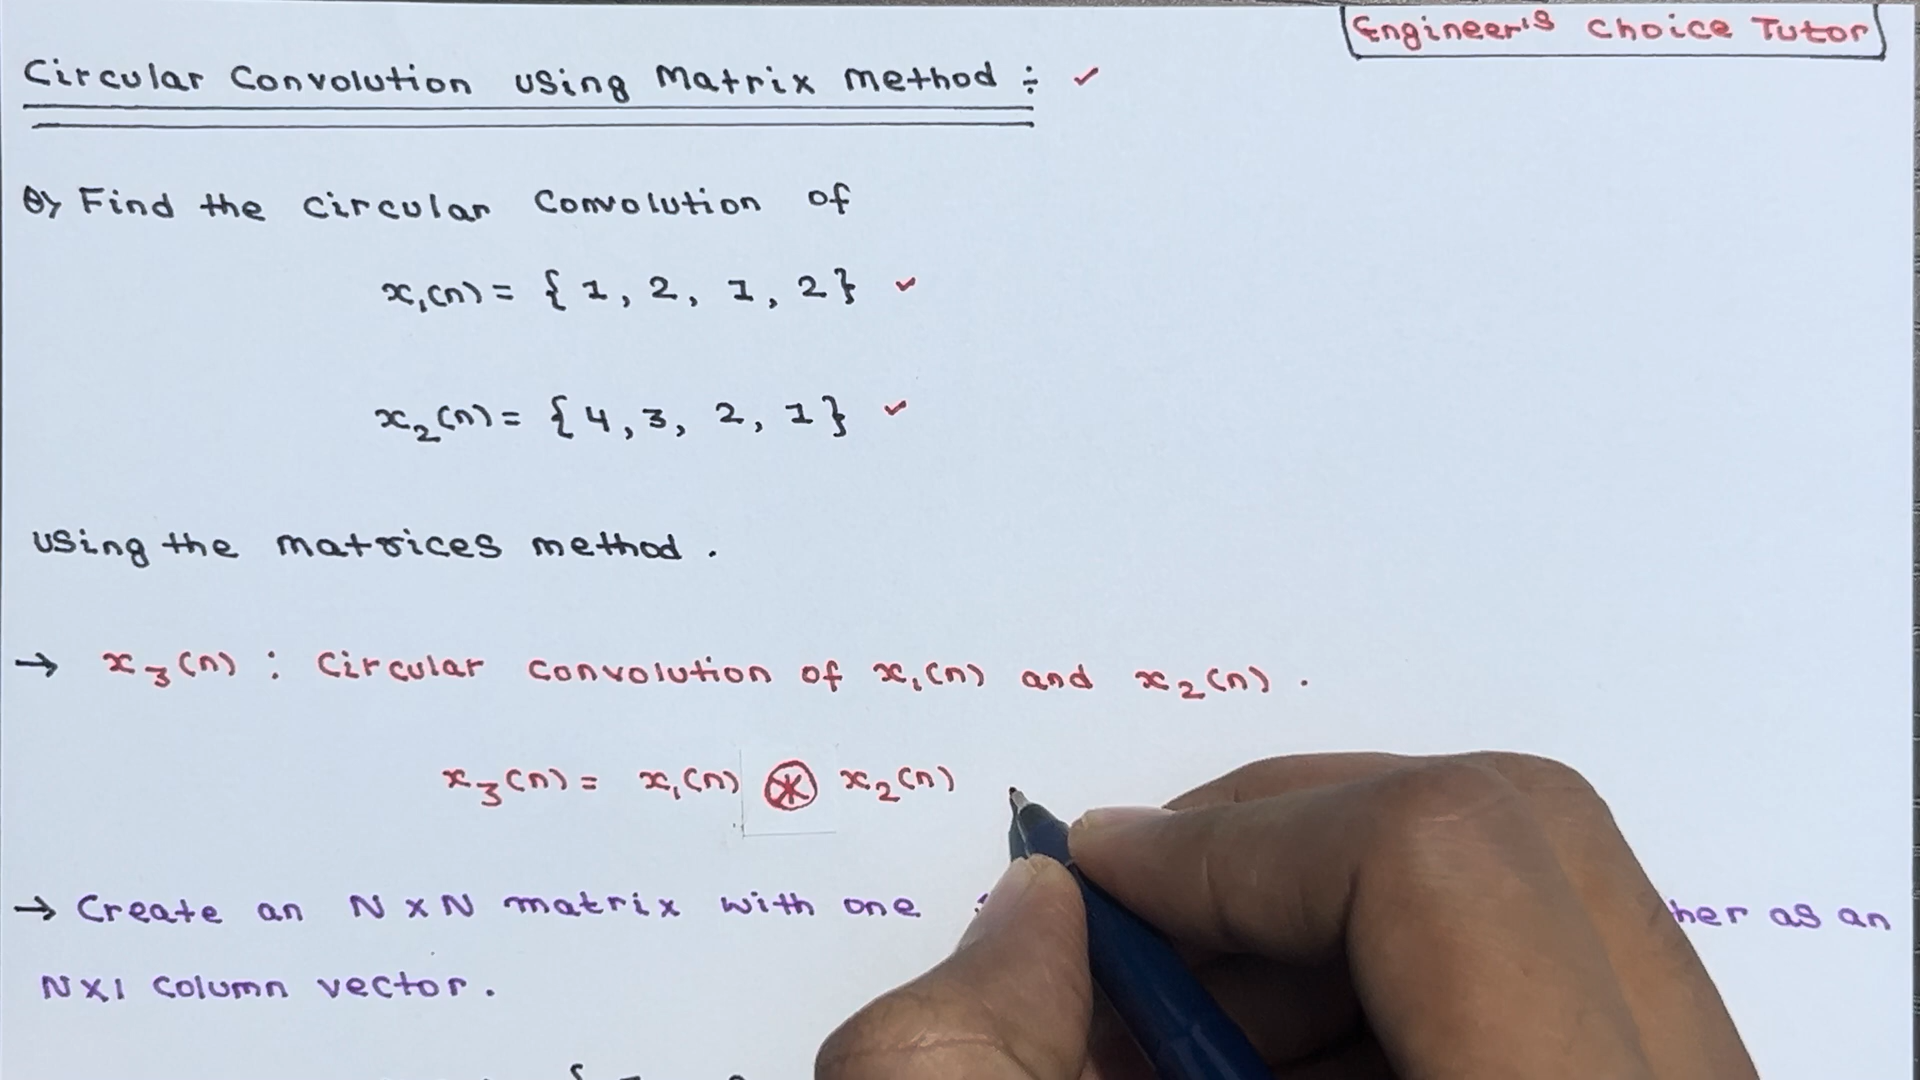 Engineer's Choice Tutor
Circular Convolution using Matrix method :
Q) Find the circular convolution of
x₁(n) = { 1, 2, 1, 2 }
x₂(n) = { 4, 3, 2, 1 }
using the matrices method .
→ x₃(n) : Circular convolution of x₁(n) and x₂(n) .
x₃(n) = x₁(n) ⊛ x₂(n)
→ Create an N x N matrix with one as an
N x 1 column vector .